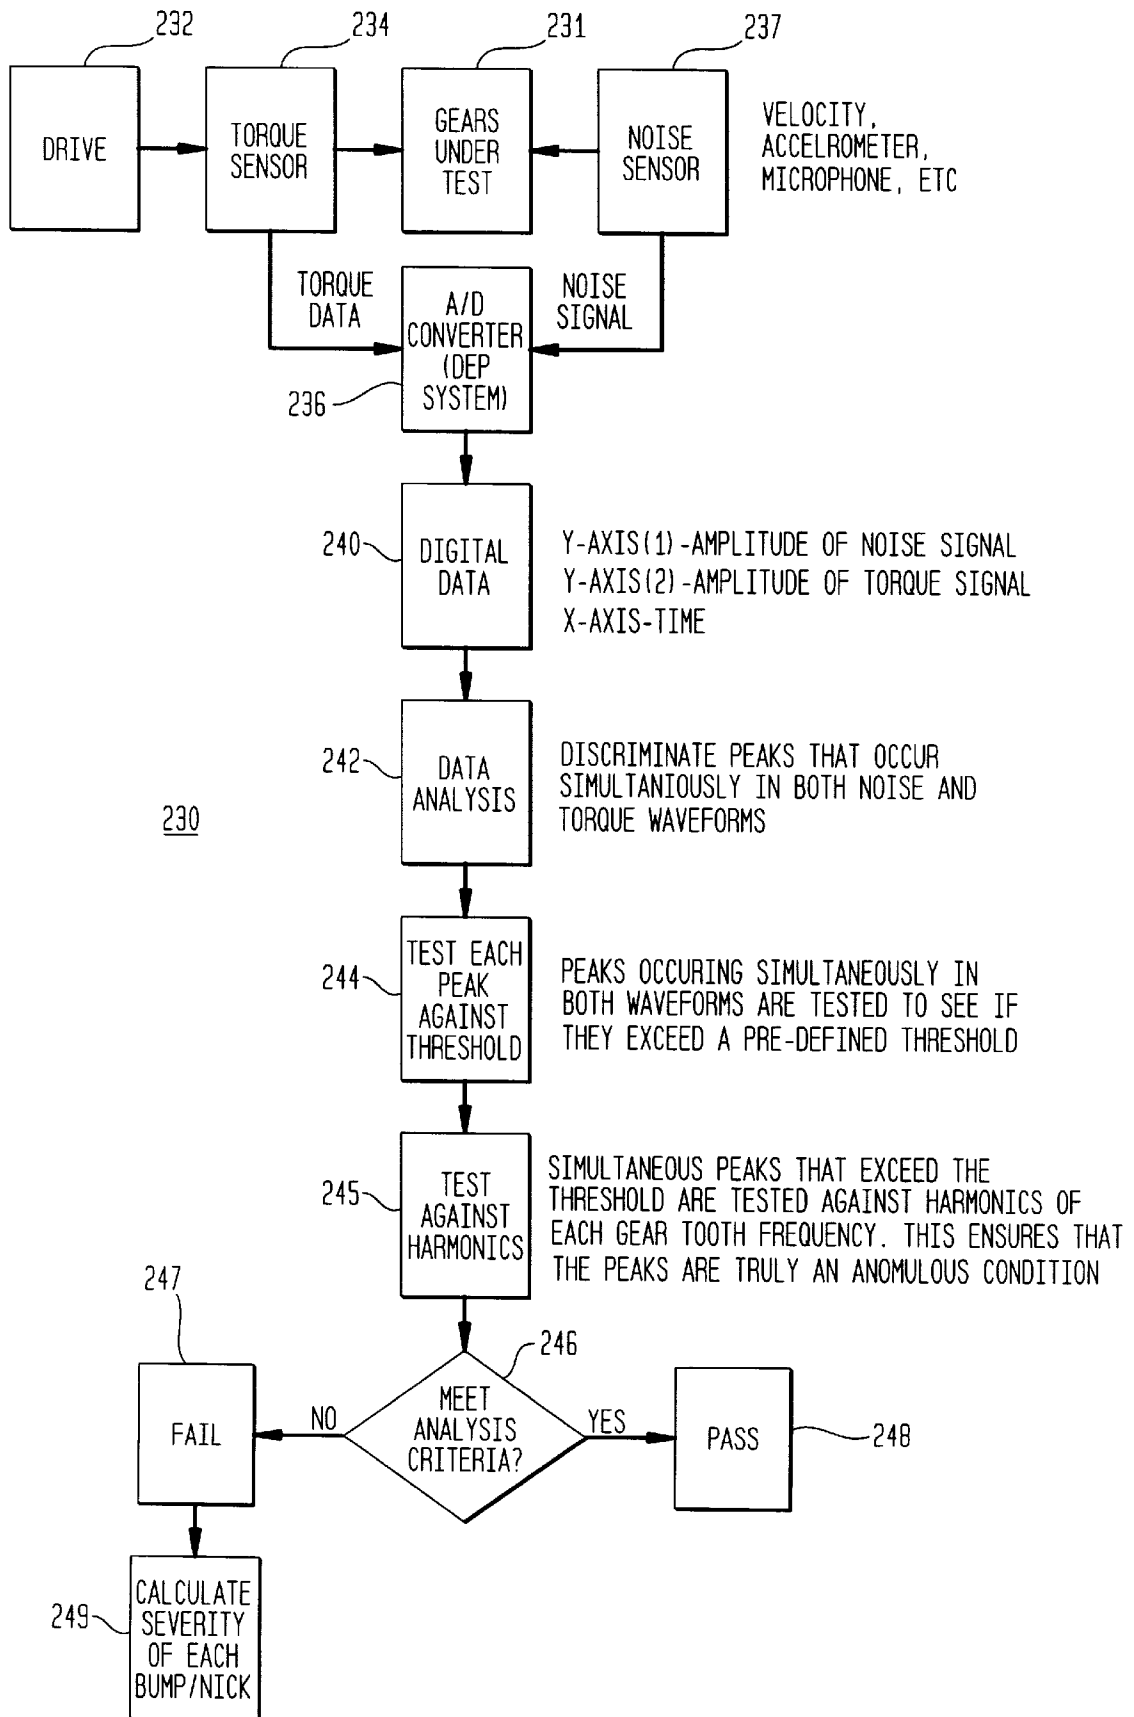 232
234
231
237
DRIVE
TORQUE
SENSOR
GEARS
UNDER
TEST
NOISE
SENSOR
VELOCITY,
ACCELROMETER,
MICROPHONE, ETC
TORQUE
DATA
A/D
CONVERTER
(DEP
SYSTEM)
NOISE
SIGNAL
236
240
DIGITAL
DATA
Y-AXIS(1)-AMPLITUDE OF NOISE SIGNAL
Y-AXIS(2)-AMPLITUDE OF TORQUE SIGNAL
X-AXIS-TIME
242
DATA
ANALYSIS
DISCRIMINATE PEAKS THAT OCCUR
SIMULTANIOUSLY IN BOTH NOISE AND
TORQUE WAVEFORMS
230
244
TEST EACH
PEAK
AGAINST
THRESHOLD
PEAKS OCCURING SIMULTANEOUSLY IN
BOTH WAVEFORMS ARE TESTED TO SEE IF
THEY EXCEED A PRE-DEFINED THRESHOLD
245
TEST
AGAINST
HARMONICS
SIMULTANEOUS PEAKS THAT EXCEED THE
THRESHOLD ARE TESTED AGAINST HARMONICS OF
EACH GEAR TOOTH FREQUENCY. THIS ENSURES THAT
THE PEAKS ARE TRULY AN ANOMULOUS CONDITION
247
246
FAIL
NO
MEET
ANALYSIS
CRITERIA?
YES
PASS
248
249
CALCULATE
SEVERITY
OF EACH
BUMP/NICK